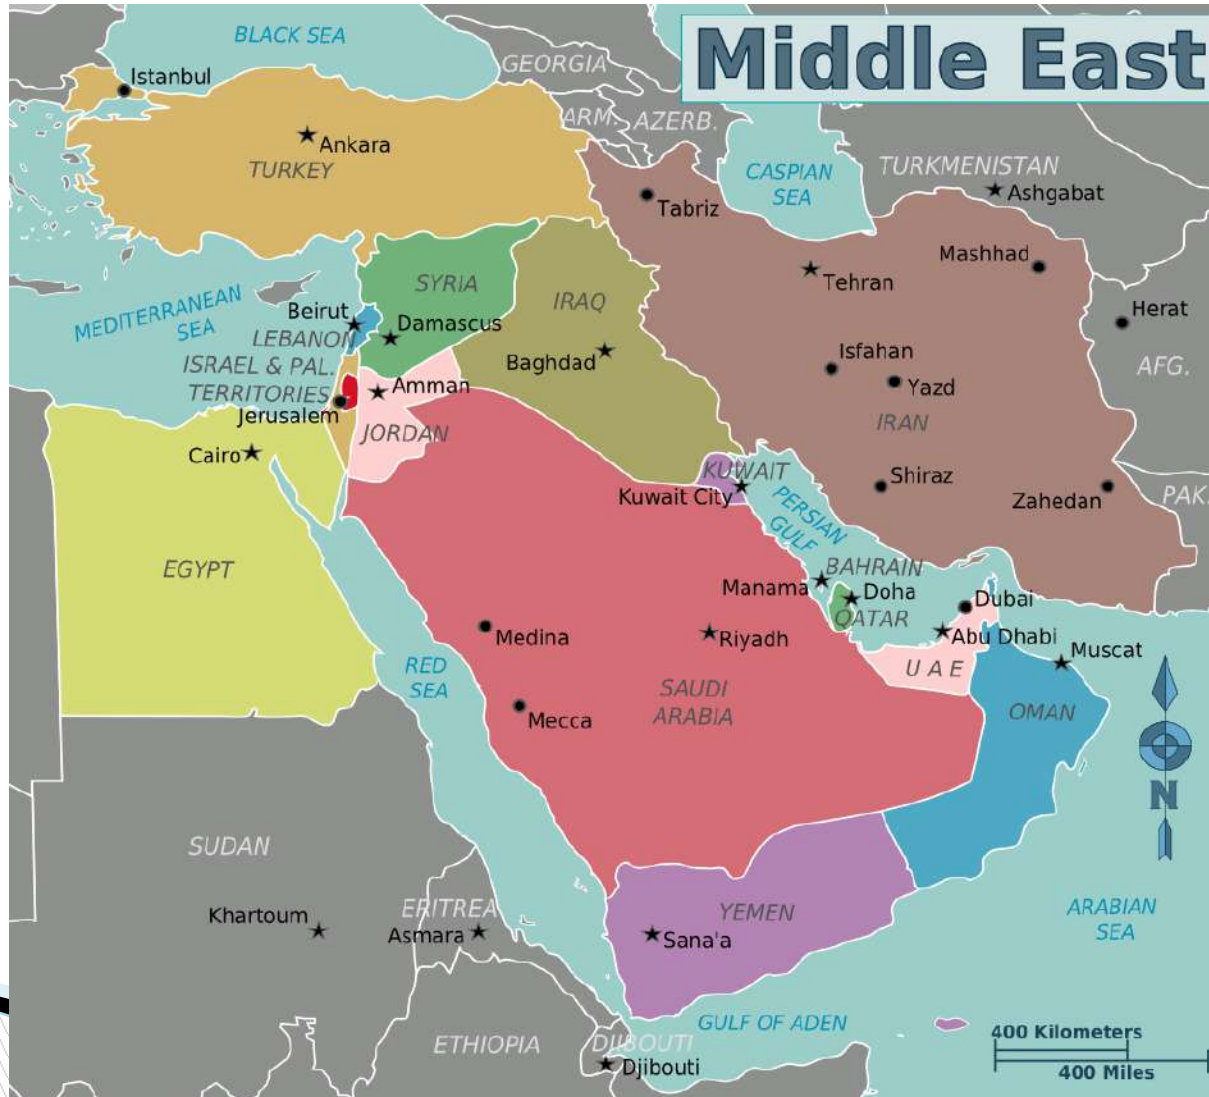 Middle East
BLACK SEA
GEORGIA
Istanbul
ARM.
AZERB.
Ankara
TURKEY
CASPIAN
SEA
TURKMENISTAN
Ashgabat
Tabriz
Mashhad
Tehran
SYRIA
IRAQ
MEDITERRANEAN
SEA
Beirut
Damascus
Herat
LEBANON
ISRAEL & PAL.
TERRITORIES
Baghdad
Isfahan
Yazd
AFG.
Amman
Jerusalem
JORDAN
IRAN
Cairo
KUWAIT
Kuwait City
Shiraz
Zahedan
PAK.
PERSIAN
GULF
EGYPT
BAHRAIN
Manama
Doha
QATAR
Dubai
Abu Dhabi
Medina
Riyadh
Muscat
RED
SEA
U A E
SAUDI
ARABIA
Mecca
OMAN
N
SUDAN
Khartoum
ERITREA
Asmara
YEMEN
Sana'a
ARABIAN
SEA
GULF OF ADEN
400 Kilometers
400 Miles
ETHIOPIA
DJIBOUTI
Djibouti